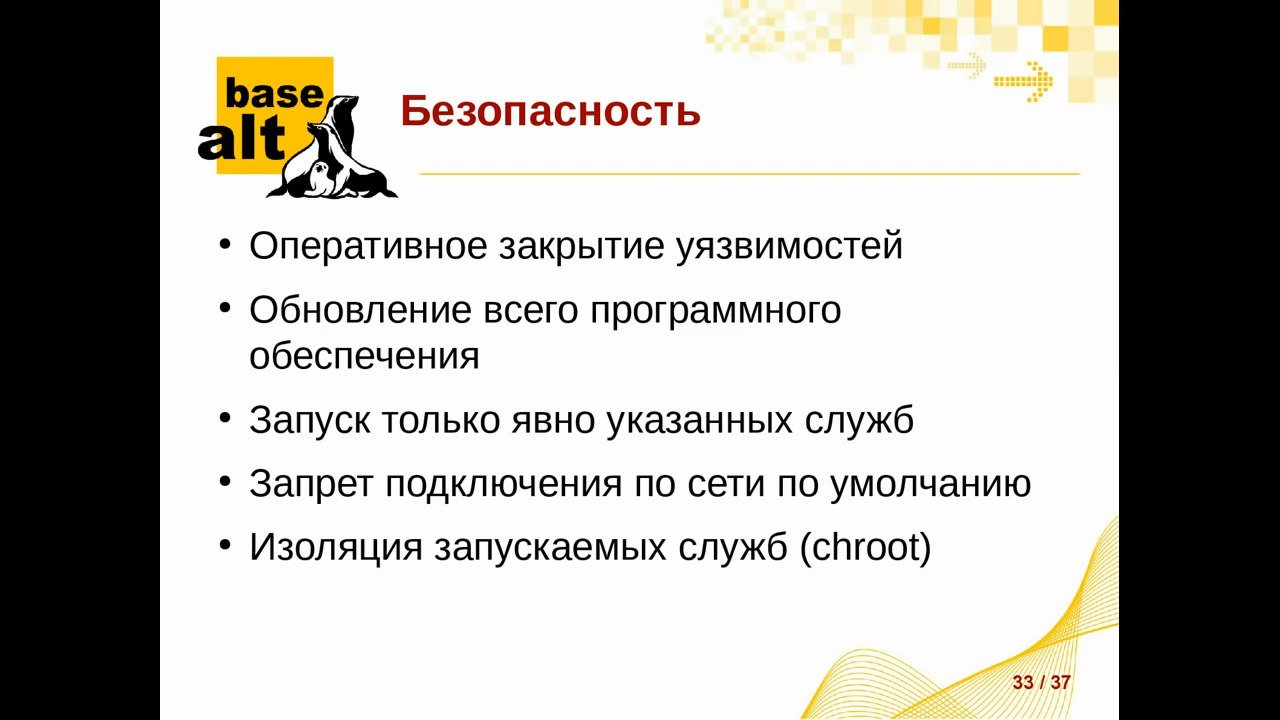 base
alt
Безопасность
• Оперативное закрытие уязвимостей
• Обновление всего программного
обеспечения
• Запуск только явно указанных служб
• Запрет подключения по сети по умолчанию
• Изоляция запускаемых служб (chroot)
33 / 37